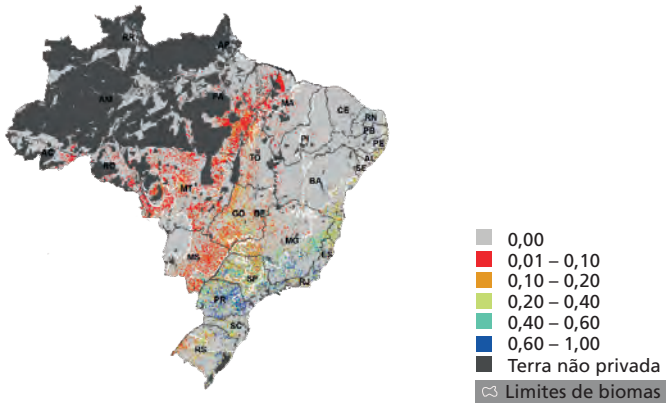 RR
AP
AM
PA
MA
CE
RN
PB
PE
AL
SE
PI
AC
RO
TO
BA
MT
GO
DF
MG
ES
MS
SP
RJ
PR
SC
RS
0,00
0,01 – 0,10
0,10 – 0,20
0,20 – 0,40
0,40 – 0,60
0,60 – 1,00
Terra não privada
Limites de biomas